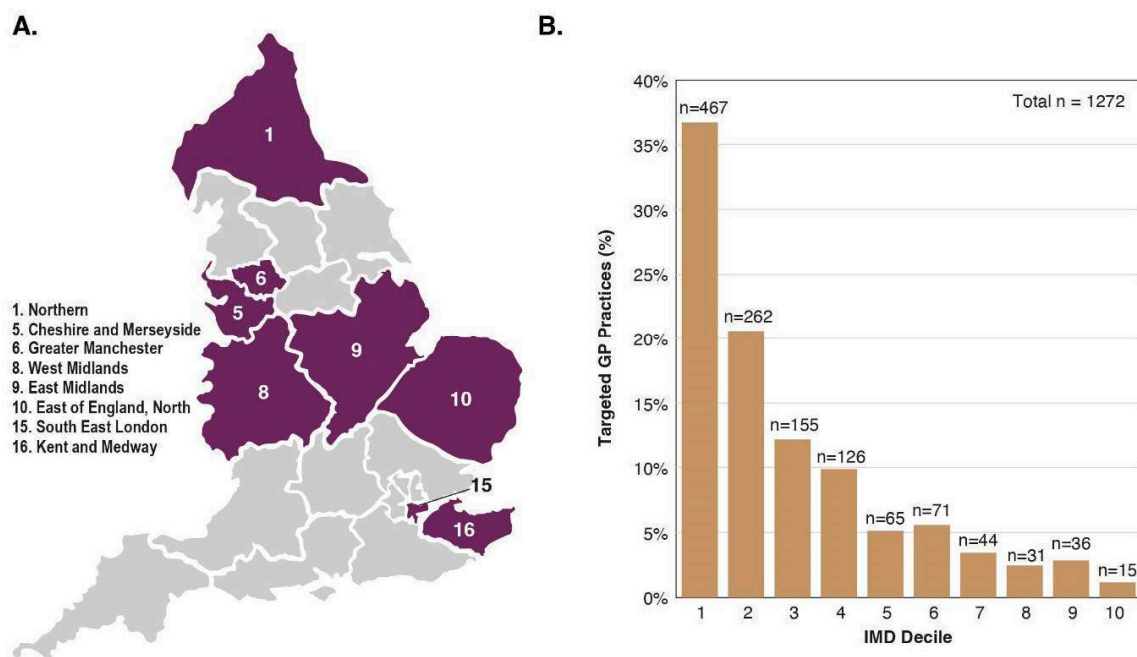 A.
1
6
5
9
8
10
15
16
1. Northern
5. Cheshire and Merseyside
6. Greater Manchester
8. West Midlands
9. East Midlands
10. East of England, North
15. South East London
16. Kent and Medway
B.
Total n = 1272
Targeted GP Practices (%)
40%
35%
30%
25%
20%
15%
10%
5%
0%
n=467
n=262
n=155
n=126
n=65
n=71
n=44
n=31
n=36
n=15
1 2 3 4 5 6 7 8 9 10
IMD Decile